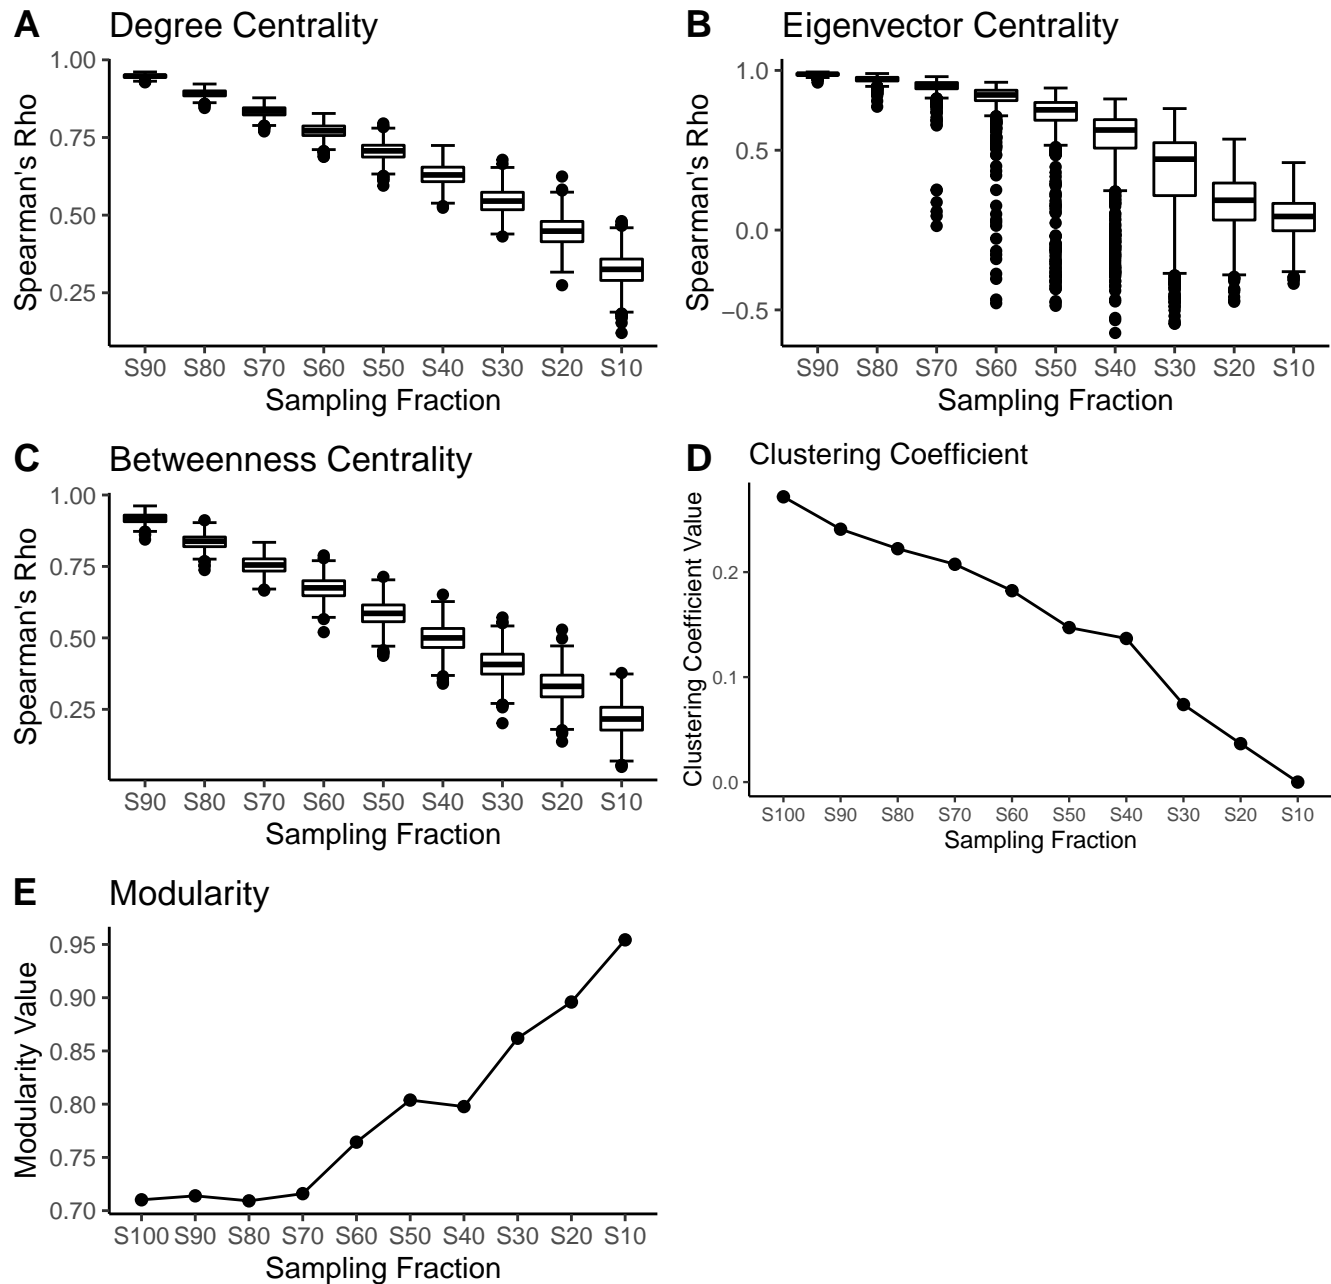 A Degree Centrality
Spearman's Rho
1.00
0.75
0.50
0.25
S90 S80 S70 S60 S50 S40 S30 S20 S10
Sampling Fraction
B Eigenvector Centrality
Spearman's Rho
1.0
0.5
0.0
−0.5
S90 S80 S70 S60 S50 S40 S30 S20 S10
Sampling Fraction
C Betweenness Centrality
Spearman's Rho
1.00
0.75
0.50
0.25
S90 S80 S70 S60 S50 S40 S30 S20 S10
Sampling Fraction
D Clustering Coefficient
Clustering Coefficient Value
0.2
0.1
0.0
S100 S90 S80 S70 S60 S50 S40 S30 S20 S10
Sampling Fraction
E Modularity
Modularity Value
0.95
0.90
0.85
0.80
0.75
0.70
S100 S90 S80 S70 S60 S50 S40 S30 S20 S10
Sampling Fraction